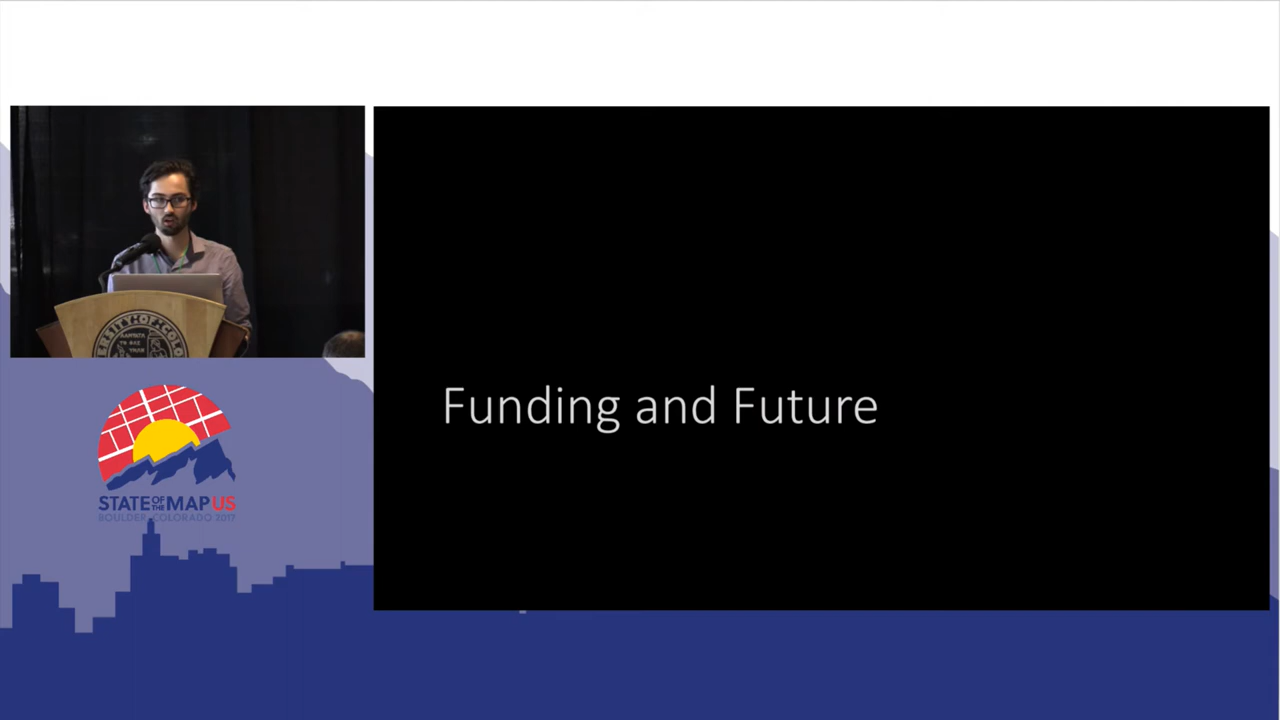 Funding and Future
STATE OF THE MAP US
BOULDER, COLORADO 2017